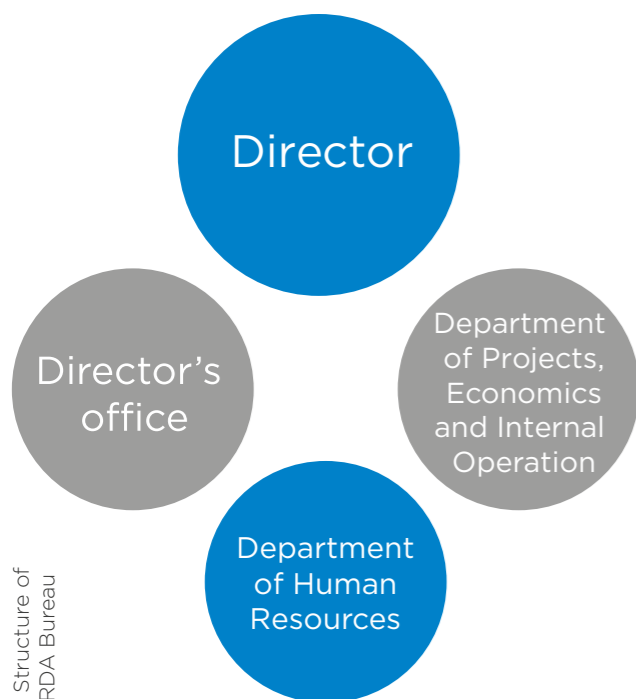 Director
Director’s
office
Department
of Projects,
Economics
and Internal
Operation
Department
of Human
Resources
Structure of
RDA Bureau